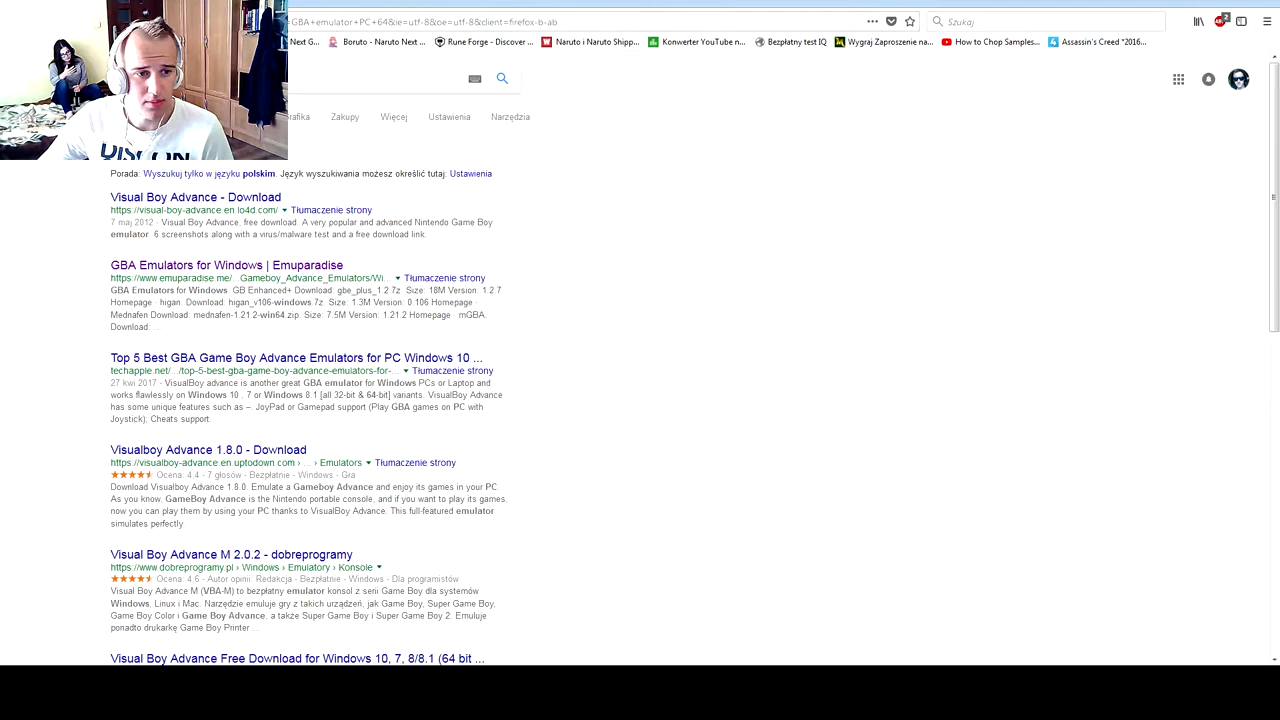 =GBA+emulator+PC+64&ie=utf-8&oe=utf-8&client=firefox-b-ab
Szukaj
2
Next G...
Boruto - Naruto Next ...
Rune Forge - Discover ...
Naruto i Naruto Shipp...
Konwerter YouTube n...
Bezpłatny test IQ
Wygraj Zaproszenie na...
How to Chop Samples...
Assassin's Creed *2016...
Grafika
Zakupy
Więcej
Ustawienia
Narzędzia
Porada: Wyszukuj tylko w języku polskim. Język wyszukiwania możesz określić tutaj: Ustawienia
Visual Boy Advance - Download
https://visual-boy-advance.en.lo4d.com/ Tłumaczenie strony
7 maj 2012 - Visual Boy Advance, free download. A very popular and advanced Nintendo Game Boy
emulator. 6 screenshots along with a virus/malware test and a free download link.
GBA Emulators for Windows | Emuparadise
https://www.emuparadise.me/...Gameboy_Advance_Emulators/Wi... Tłumaczenie strony
GBA Emulators for Windows. GB Enhanced+ Download: gbe_plus_1.2.7z. Size: 18M Version: 1.2.7
Homepage · higan. Download: higan_v106-windows.7z. Size: 1.3M Version: 0.106 Homepage ·
Mednafen Download: mednafen-1.21.2-win64.zip. Size: 7.5M Version: 1.21.2 Homepage · mGBA.
Download: ...
Top 5 Best GBA Game Boy Advance Emulators for PC Windows 10 ...
techapple.net/.../top-5-best-gba-game-boy-advance-emulators-for-... Tłumaczenie strony
27 kwi 2017 - VisualBoy advance is another great GBA emulator for Windows PCs or Laptop and
works flawlessly on Windows 10 , 7 or Windows 8.1 [all 32-bit & 64-bit] variants. VisualBoy Advance
has some unique features such as –. JoyPad or Gamepad support (Play GBA games on PC with
Joystick); Cheats support.
Visualboy Advance 1.8.0 - Download
https://visualboy-advance.en.uptodown.com › ... › Emulators Tłumaczenie strony
Ocena: 4.4 - 7 głosów - Bezpłatnie - Windows - Gra
Download Visualboy Advance 1.8.0. Emulate a Gameboy Advance and enjoy its games in your PC.
As you know, GameBoy Advance is the Nintendo portable console, and if you want to play its games,
now you can play them by using your PC thanks to VisualBoy Advance. This full-featured emulator
simulates perfectly
Visual Boy Advance M 2.0.2 - dobreprogramy
https://www.dobreprogramy.pl › Windows › Emulatory › Konsole
Ocena: 4.6 - Autor opinii: Redakcja - Bezpłatnie - Windows - Dla programistów
Visual Boy Advance M (VBA-M) to bezpłatny emulator konsol z serii Game Boy dla systemów
Windows, Linux i Mac. Narzędzie emuluje gry z takich urządzeń, jak Game Boy, Super Game Boy,
Game Boy Color i Game Boy Advance, a także Super Game Boy i Super Game Boy 2. Emuluje
ponadto drukarkę Game Boy Printer ...
Visual Boy Advance Free Download for Windows 10, 7, 8/8.1 (64 bit ...